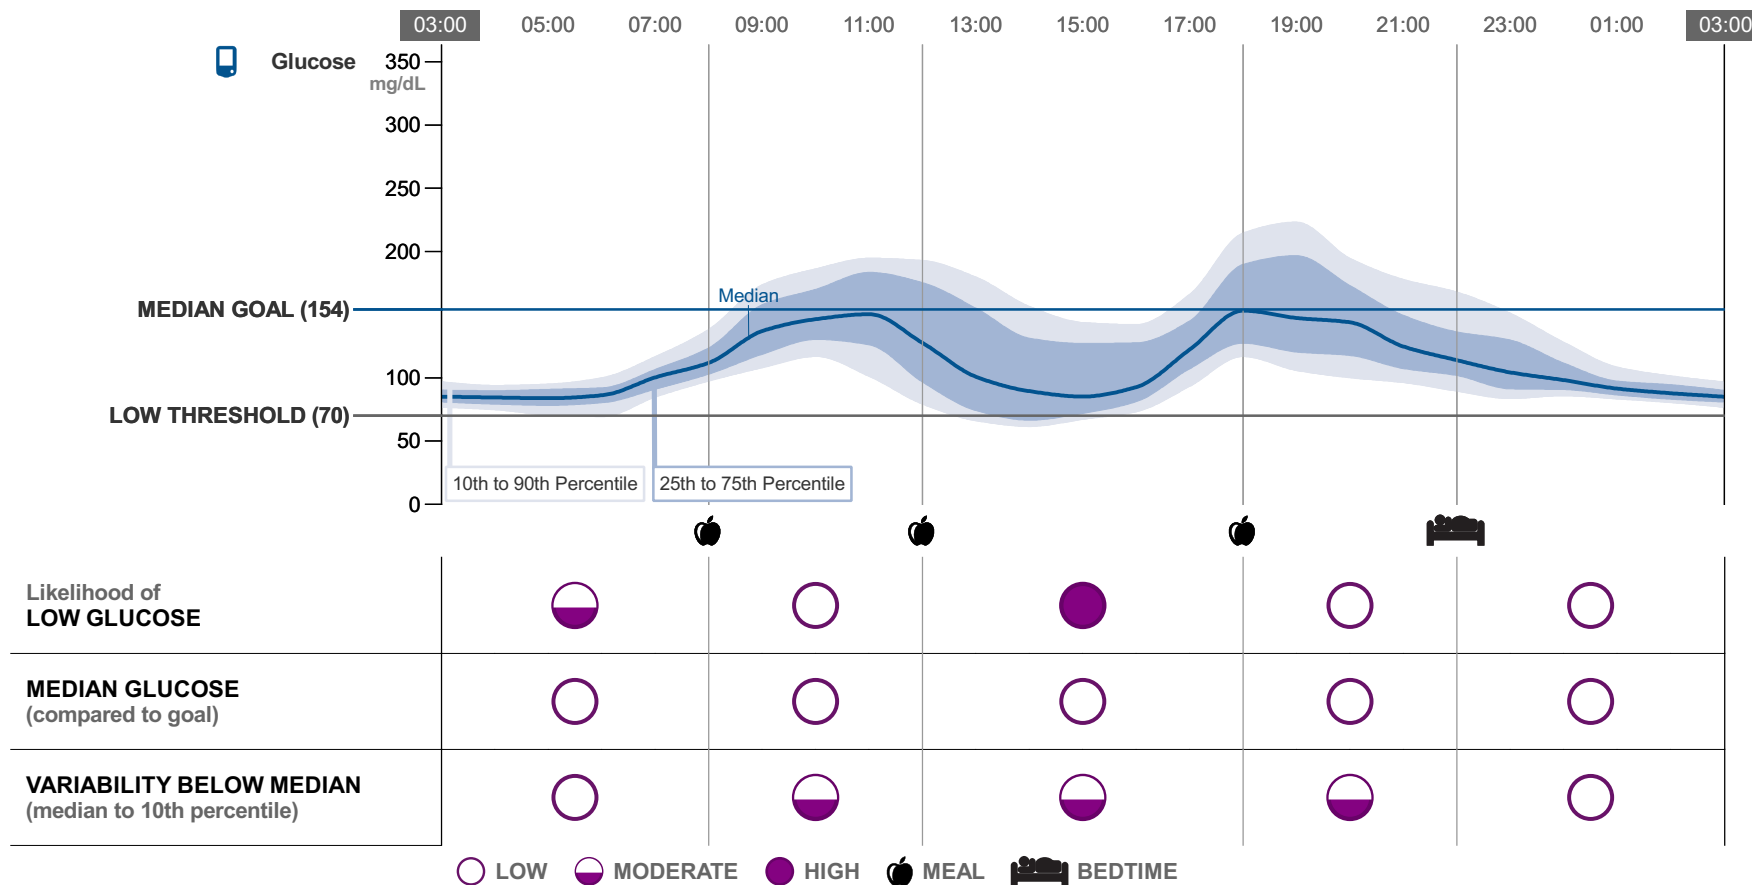 03:00 05:00 07:00 09:00 11:00 13:00 15:00 17:00 19:00 21:00 23:00 01:00 03:00
Glucose 350
mg/dL
300
250
200
Median
MEDIAN GOAL (154)
100
LOW THRESHOLD (70)
50
10th to 90th Percentile 25th to 75th Percentile
0
Likelihood of
LOW GLUCOSE
MEDIAN GLUCOSE
(compared to goal)
VARIABILITY BELOW MEDIAN
(median to 10th percentile)
LOW MODERATE HIGH MEAL BEDTIME